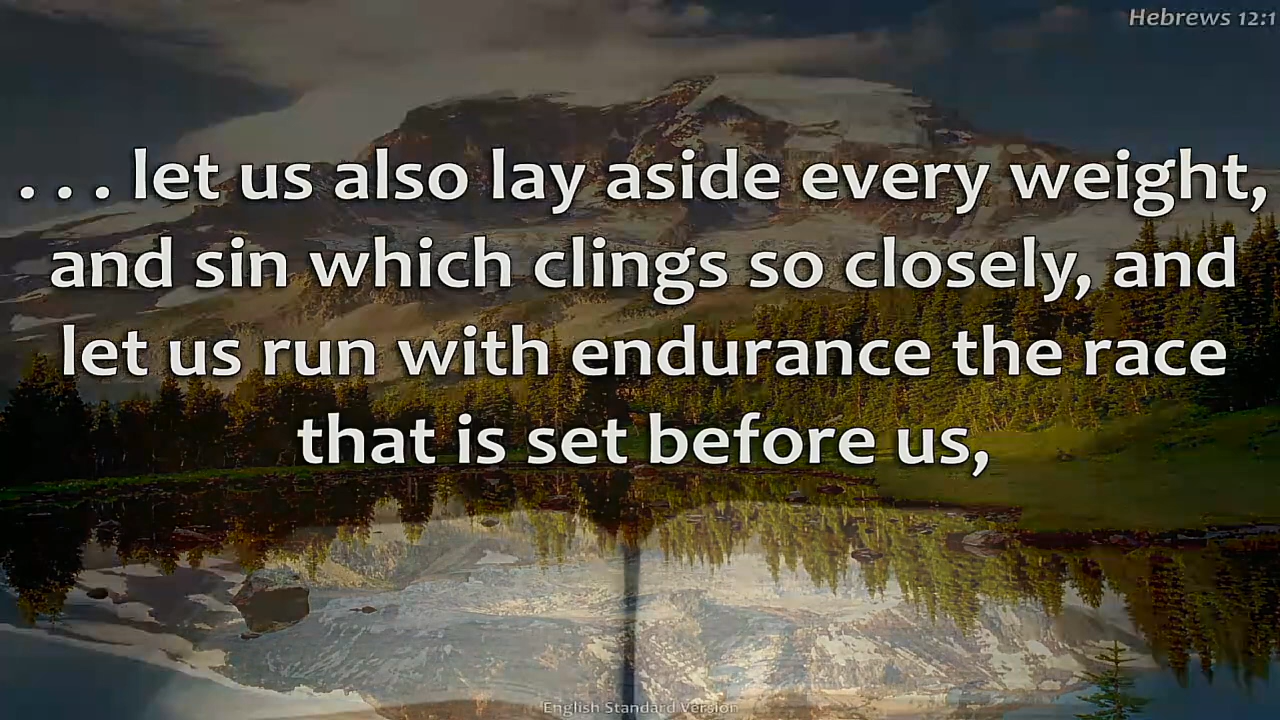 Hebrews 12:1
. . . let us also lay aside every weight,
and sin which clings so closely, and
let us run with endurance the race
that is set before us,
English Standard Version